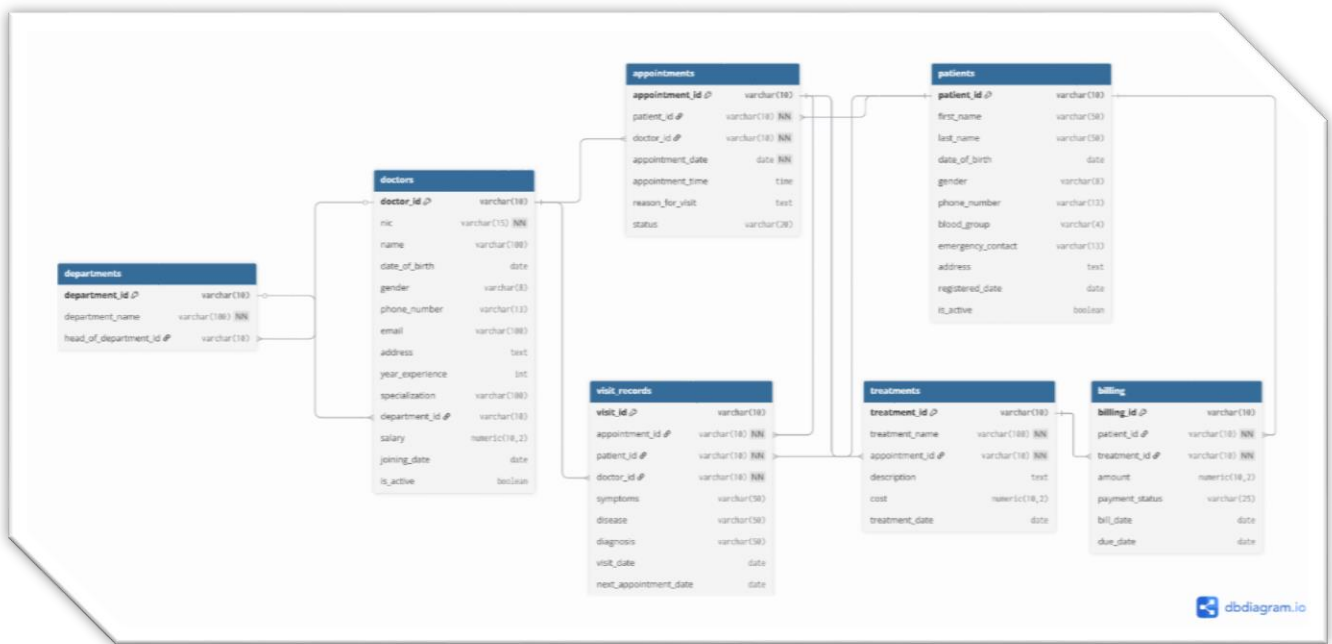 departments
department_id varchar(10)
department_name varchar(100) NN
head_of_department_id varchar(10)
doctors
doctor_id varchar(10)
nic varchar(15) NN
name varchar(100)
date_of_birth date
gender varchar(8)
phone_number varchar(13)
email varchar(100)
address text
year_experience int
specialization varchar(100)
department_id varchar(10)
salary numeric(10,2)
joining_date date
is_active boolean
appointments
appointment_id varchar(10)
patient_id varchar(10) NN
doctor_id varchar(10) NN
appointment_date date NN
appointment_time time
reason_for_visit text
status varchar(20)
visit_records
visit_id varchar(10)
appointment_id varchar(10) NN
patient_id varchar(10) NN
doctor_id varchar(10) NN
symptoms varchar(50)
disease varchar(50)
diagnosis varchar(50)
visit_date date
next_appointment_date date
patients
patient_id varchar(10)
first_name varchar(50)
last_name varchar(50)
date_of_birth date
gender varchar(8)
phone_number varchar(13)
blood_group varchar(4)
emergency_contact varchar(13)
address text
registered_date date
is_active boolean
treatments
treatment_id varchar(10)
treatment_name varchar(100) NN
appointment_id varchar(10) NN
description text
cost numeric(10,2)
treatment_date date
billing
billing_id varchar(10)
patient_id varchar(10) NN
treatment_id varchar(10) NN
amount numeric(10,2)
payment_status varchar(25)
bill_date date
due_date date
dbdiagram.io